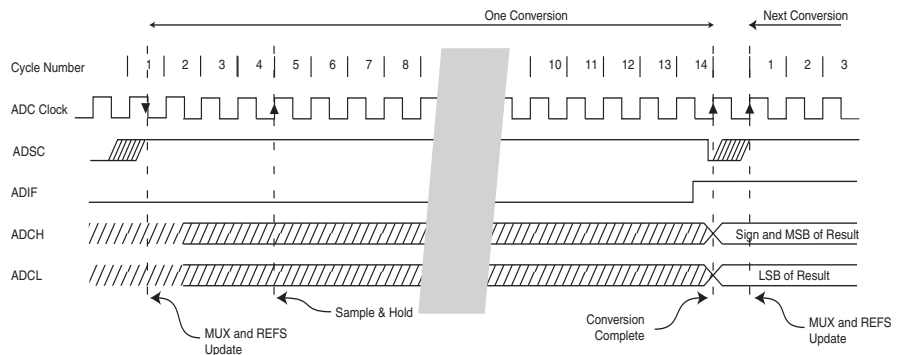 One Conversion
Next Conversion
Cycle Number
1 2 3 4 5 6 7 8 10 11 12 13 14 1 2 3
ADC Clock
ADSC
ADIF
ADCH
Sign and MSB of Result
ADCL
LSB of Result
MUX and REFS
Update
Sample & Hold
Conversion
Complete
MUX and REFS
Update